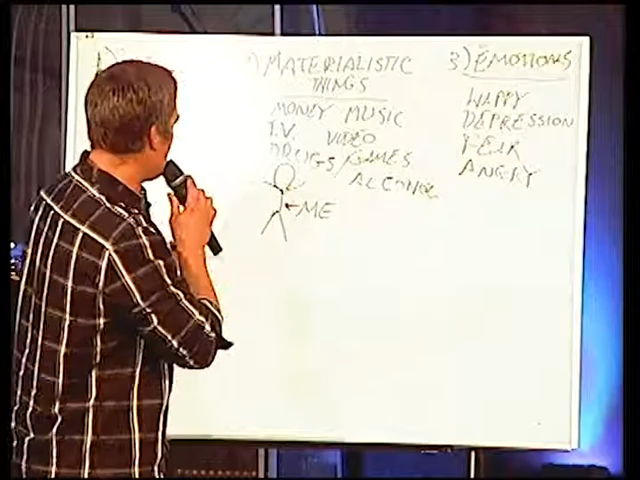 MATERIALISTIC
THINGS
MONEY MUSIC
T.V. VIDEO
DRUGS/GAMES
ALCOHOL
ME
3) EMOTIONS
HAPPY
DEPRESSION
FEAR
ANGRY